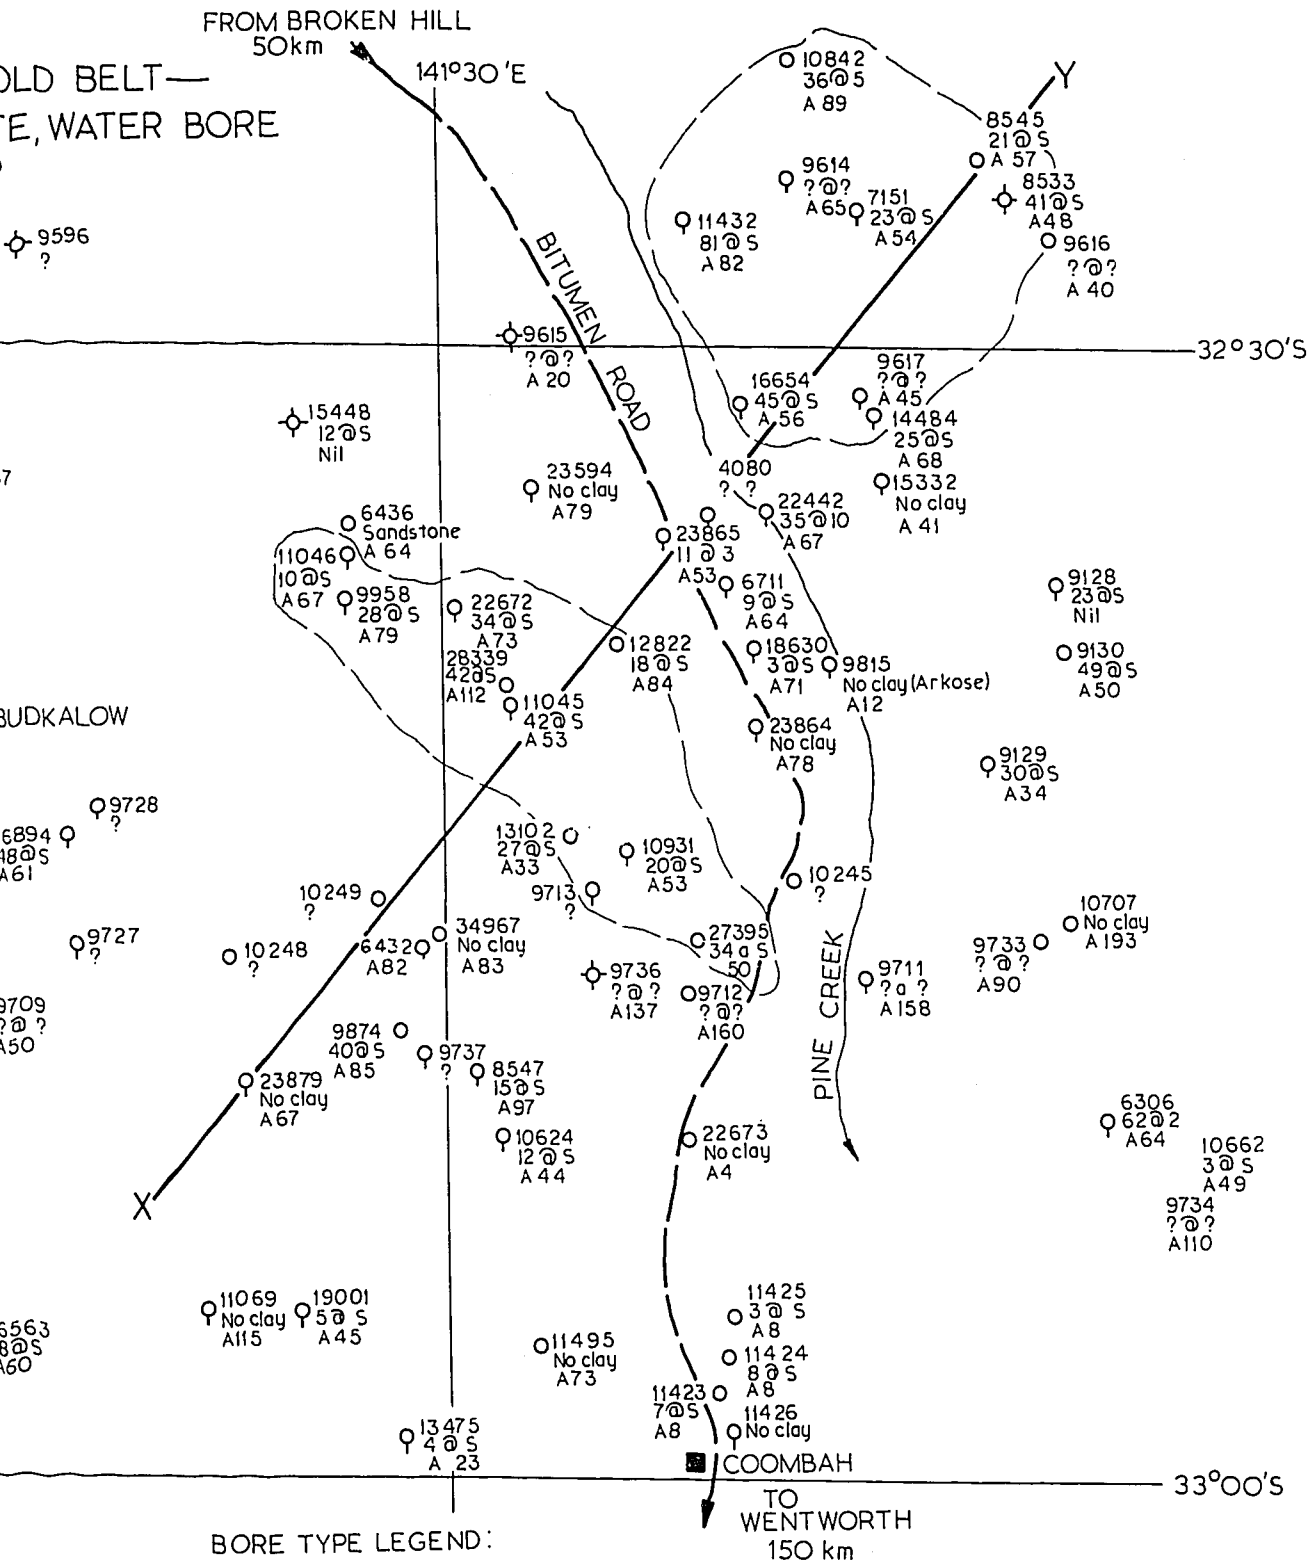 FROM BROKEN HILL
50km
OLD BELT—
TE, WATER BORE
141°30'E
10842
36@5
A 89
Y
8545
21@S
A 57
9614
?@?
A65
7151
23@S
A 54
8533
41@S
A48
9596
?
11432
81@S
A 82
9616
?@?
A 40
BITUMEN
ROAD
9615
?@?
A 20
32°30'S
16654
45@S
A 56
9617
?@?
A 45
14484
25@S
A 68
15448
12@S
Nil
7
23594
No clay
A79
4080
? ?
15332
No clay
A 41
22442
35@10
A 67
6436
Sandstone
A 64
23865
11@3
A53
11046
10@S
A67
9958
28@S
A79
22672
34@S
A73
6711
9@S
A64
9128
23@S
Nil
28339
42@S
A112
12822
18@S
A84
18630
3@S
A71
9815
No clay (Arkose)
A12
9130
49@S
A50
11045
42@S
A53
BUDKALOW
23864
No clay
A78
9129
30@S
A34
9728
?
6894
48@S
A61
13102
27@S
A33
10931
20@S
A53
9713
?
10245
?
10249
?
9727
?
10248
?
6432
A82
34967
No clay
A 83
27395
34 a S
50
10707
No clay
A193
9733
?@?
A90
9709
?@?
A50
9736
?@?
A137
9712
?@?
A160
9711
? a ?
A158
PINE CREEK
9874
40@S
A85
9737
?
8547
15@S
A97
23879
No clay
A67
10624
12@S
A44
22673
No clay
A4
6306
62@2
A64
10662
3@S
A49
9734
?@?
A110
X
11069
No clay
A115
19001
5@S
A45
11425
3@S
A8
6563
8@S
A60
11495
No clay
A73
11424
8@S
A8
11423
7@S
A8
11426
No clay
13475
4@S
A 23
COOMBAH
33°00'S
TO
WENTWORTH
150 km
BORE TYPE LEGEND: